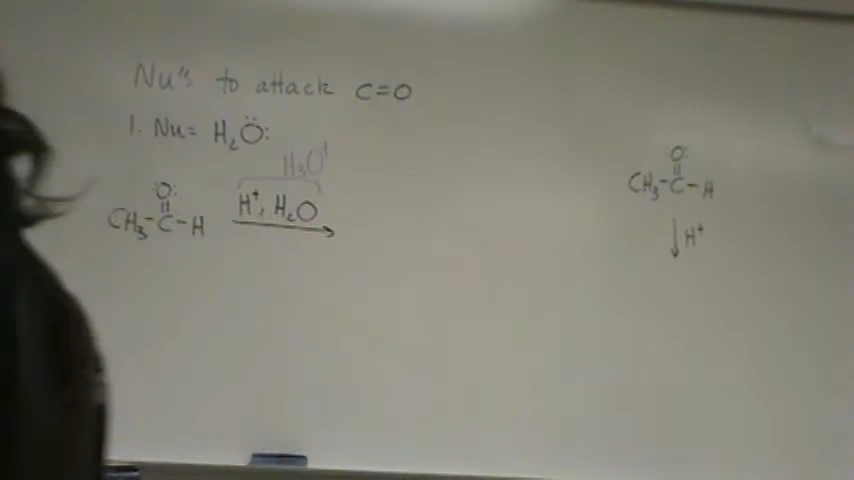 Nu's to attack C=O
1. Nu= H₂Ö:
H₃O⁺
:O:
||
CH₃-C-H
H⁺, H₂O
→
O:
||
CH₃-C-H
↓ H⁺